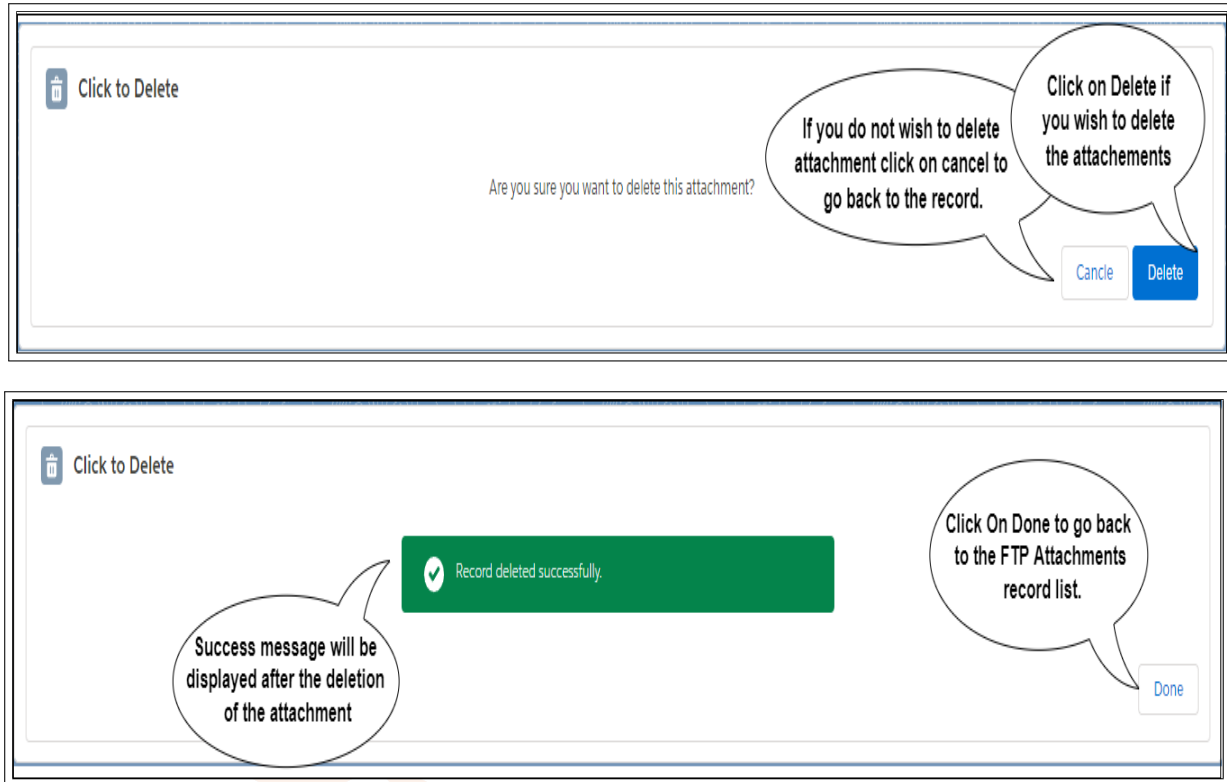 Click to Delete
Are you sure you want to delete this attachment?
If you do not wish to delete
attachment click on cancel to
go back to the record.
Click on Delete if
you wish to delete
the attachements
Cancle
Delete
Click to Delete
Record deleted successfully.
Success message will be
displayed after the deletion
of the attachment
Click On Done to go back
to the FTP Attachments
record list.
Done